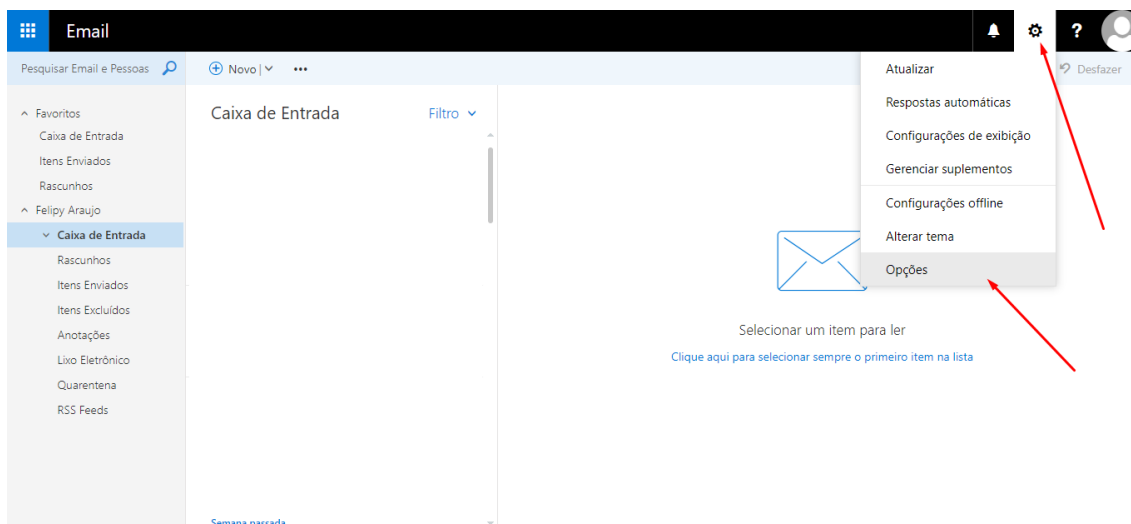 Email
?
Pesquisar Email e Pessoas
Novo
Desfazer
Favoritos
Caixa de Entrada
Itens Enviados
Rascunhos
Felipy Araujo
Caixa de Entrada
Rascunhos
Itens Enviados
Itens Excluídos
Anotações
Lixo Eletrônico
Quarentena
RSS Feeds
Caixa de Entrada
Filtro
Semana passada
Atualizar
Respostas automáticas
Configurações de exibição
Gerenciar suplementos
Configurações offline
Alterar tema
Opções
Selecionar um item para ler
Clique aqui para selecionar sempre o primeiro item na lista